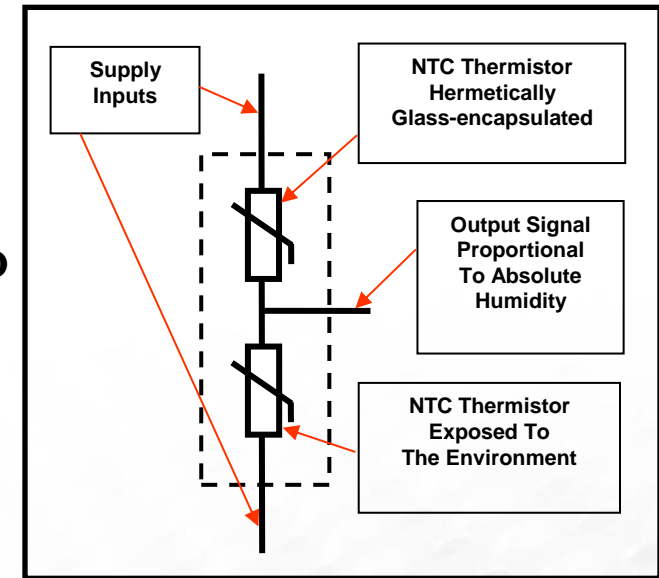 Supply
Inputs
NTC Thermistor
Hermetically
Glass-encapsulated
Output Signal
Proportional
To Absolute
Humidity
NTC Thermistor
Exposed To
The Environment